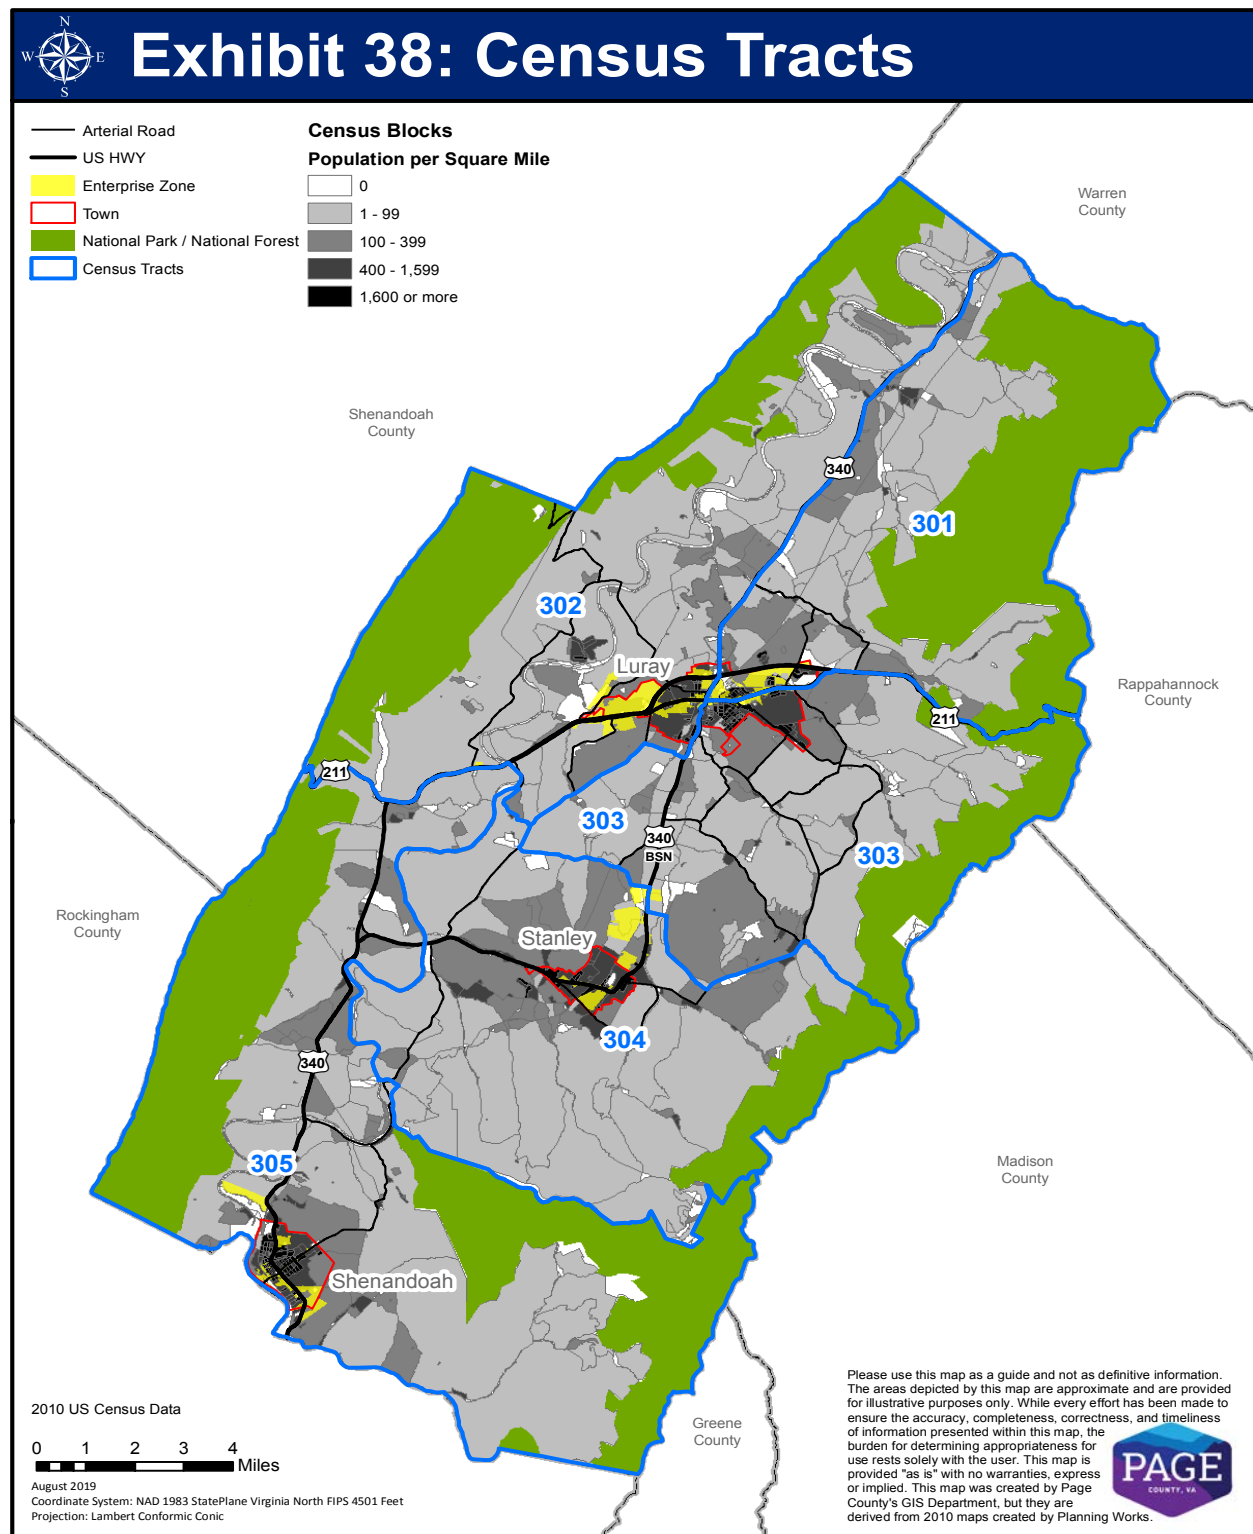 N
W
E
S
Exhibit 38: Census Tracts
Arterial Road
US HWY
Enterprise Zone
Town
National Park / National Forest
Census Tracts
Census Blocks
Population per Square Mile
0
1 - 99
100 - 399
400 - 1,599
1,600 or more
Warren
County
Shenandoah
County
340
301
302
Luray
Rappahannock
County
211
211
303
340
BSN
303
Rockingham
County
Stanley
304
340
305
Madison
County
Shenandoah
Greene
County
2010 US Census Data
0 1 2 3 4
Miles
August 2019
Coordinate System: NAD 1983 StatePlane Virginia North FIPS 4501 Feet
Projection: Lambert Conformic Conic
Please use this map as a guide and not as definitive information.
The areas depicted by this map are approximate and are provided
for illustrative purposes only. While every effort has been made to
ensure the accuracy, completeness, correctness, and timeliness
of information presented within this map, the
burden for determining appropriateness for
use rests solely with the user. This map is
provided "as is" with no warranties, express
or implied. This map was created by Page
County's GIS Department, but they are
derived from 2010 maps created by Planning Works.
PAGE
COUNTY, VA